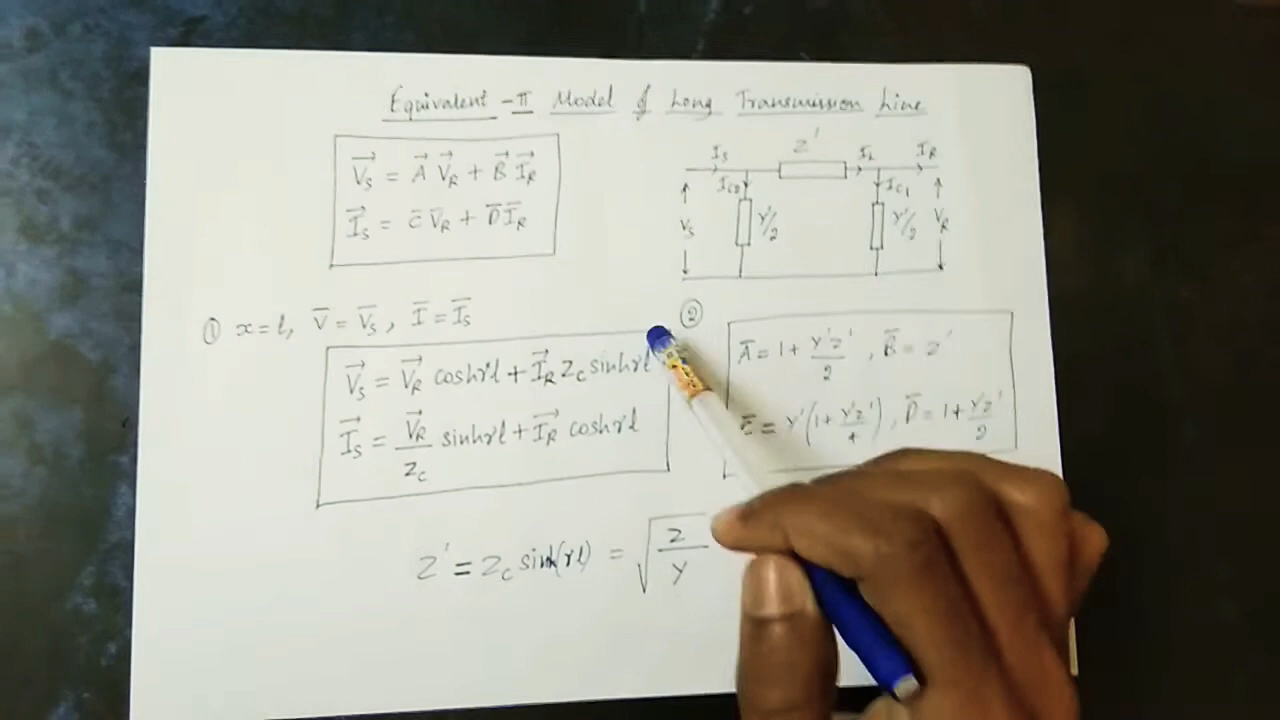 Equivalent -π Model of Long Transmission Line
V⃗S = A⃗ V⃗R + B⃗ I⃗R
I⃗S = C̄ V̄R + D̄ ĪR
IS Z' IL IR
IC2 IC1
VS Y'/2 Y'/2 VR
① x=l, V̄ = V̄S, Ī = ĪS
V⃗S = V⃗R coshγl + I⃗R ZC sinhγl
I⃗S = V⃗R/ZC sinhγl + I⃗R coshγl
②
Ā = 1 + Y'Z'/2, B̄ = Z'
C̄ = Y'(1 + Y'Z'/4), D̄ = 1 + Y'Z'/2
Z' = ZC sinh(γl) = √(Z/Y)